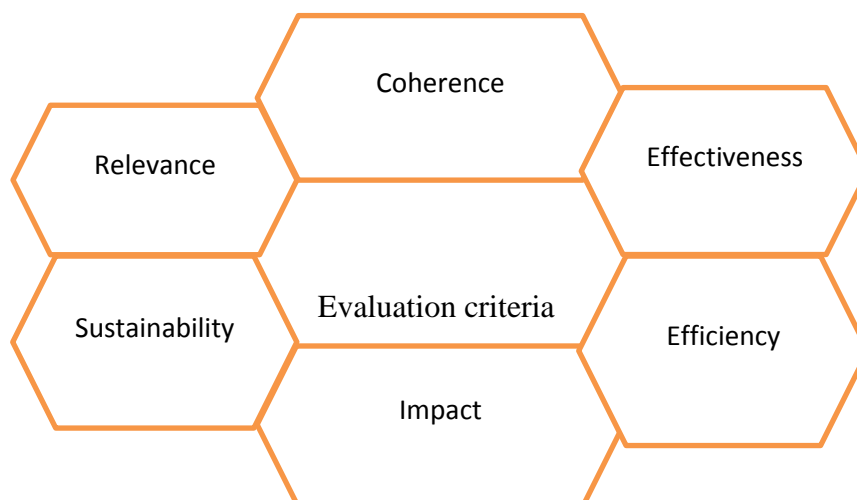 Coherence
Relevance
Effectiveness
Evaluation criteria
Sustainability
Efficiency
Impact